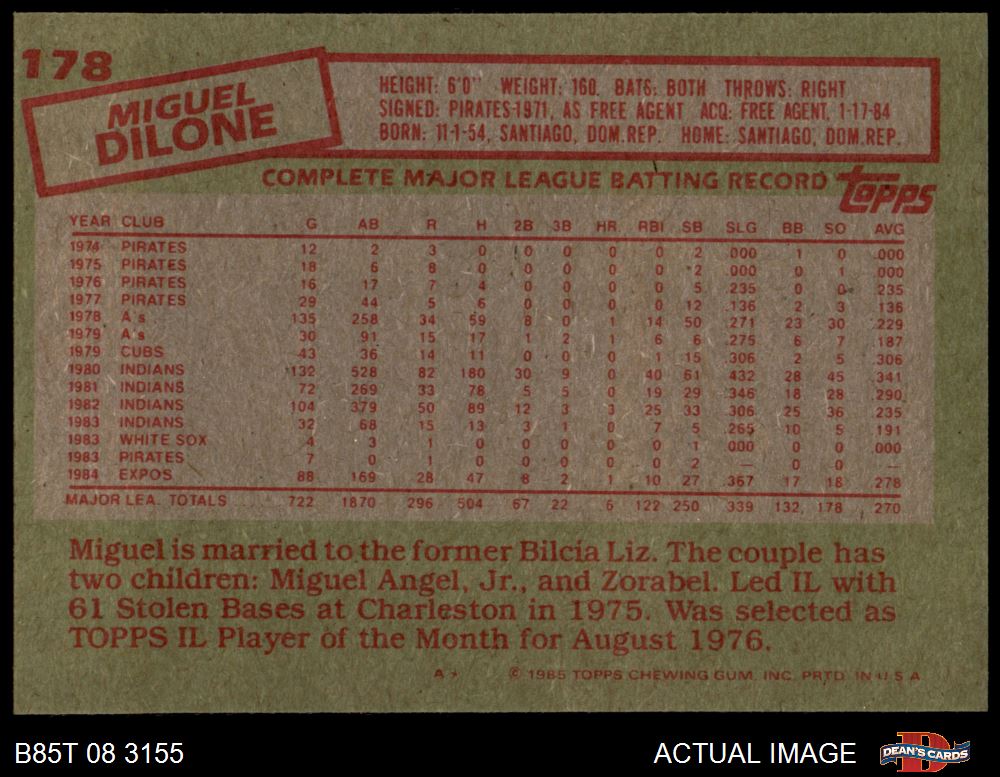 178
MIGUEL
DILONE
HEIGHT: 6'0" WEIGHT: 160. BATS: BOTH THROWS: RIGHT
SIGNED: PIRATES-1971, AS FREE AGENT ACQ: FREE AGENT, 1-17-84
BORN: 11-1-54, SANTIAGO, DOM.REP. HOME: SANTIAGO, DOM.REP.
COMPLETE MAJOR LEAGUE BATTING RECORD topps
YEAR CLUB G AB R H 2B 3B HR. RBI SB SLG BB SO AVG
1974 PIRATES 12 2 3 0 0 0 0 0 2 .000 1 0 .000
1975 PIRATES 18 6 8 0 0 0 0 0 2 .000 0 1 .000
1976 PIRATES 16 17 7 4 0 0 0 0 5 .235 0 0 .235
1977 PIRATES 29 44 5 6 0 0 0 0 12 .136 2 3 .136
1978 A's 135 258 34 59 8 0 1 14 50 .271 23 30 .229
1979 A's 30 91 15 17 1 2 1 6 6 .275 6 7 .187
1979 CUBS 43 36 14 11 0 0 0 1 15 .306 2 5 .306
1980 INDIANS 132 528 82 180 30 9 0 40 61 .432 28 45 .341
1981 INDIANS 72 269 33 78 5 5 0 19 29 .346 18 28 .290
1982 INDIANS 104 379 50 89 12 3 3 25 33 .306 25 36 .235
1983 INDIANS 32 68 15 13 3 1 0 7 5 .265 10 5 .191
1983 WHITE SOX 4 3 1 0 0 0 0 0 1 .000 0 0 .000
1983 PIRATES 7 0 1 0 0 0 0 0 2 — 0 0 —
1984 EXPOS 88 169 28 47 8 2 1 10 27 .367 17 18 .278
MAJOR LEA. TOTALS 722 1870 296 504 67 22 6 122 250 .339 132 178 .270
Miguel is married to the former Bilcia Liz. The couple has
two children: Miguel Angel, Jr., and Zorabel. Led IL with
61 Stolen Bases at Charleston in 1975. Was selected as
TOPPS IL Player of the Month for August 1976.
A* © 1985 TOPPS CHEWING GUM, INC. PRTD. IN U.S.A.
B85T 08 3155 ACTUAL IMAGE DEAN'S CARDS